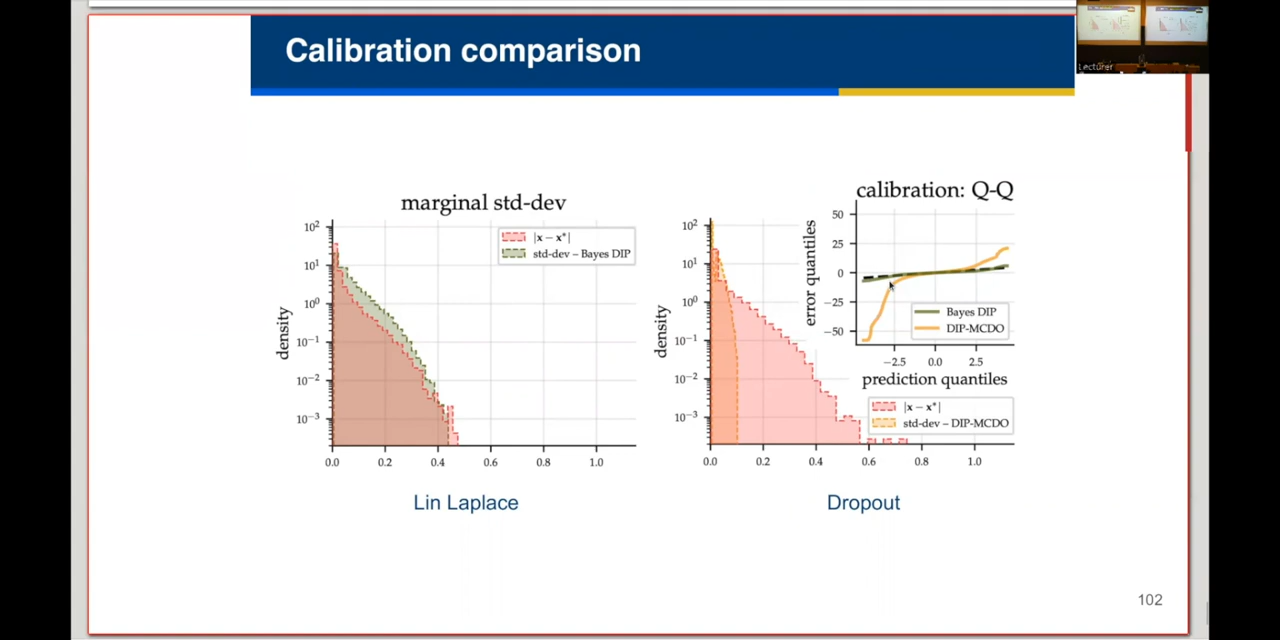 Calibration comparison
Lecturer
marginal std-dev
|x − x*|
std-dev – Bayes DIP
density
10²
10¹
10⁰
10⁻¹
10⁻²
10⁻³
0.0 0.2 0.4 0.6 0.8 1.0
Lin Laplace
density
10²
10¹
10⁰
10⁻¹
10⁻²
10⁻³
0.0 0.2 0.4 0.6 0.8 1.0
calibration: Q-Q
error quantiles
50
25
0
−25
−50
Bayes DIP
DIP-MCDO
−2.5 0.0 2.5
prediction quantiles
|x − x*|
std-dev – DIP-MCDO
Dropout
102